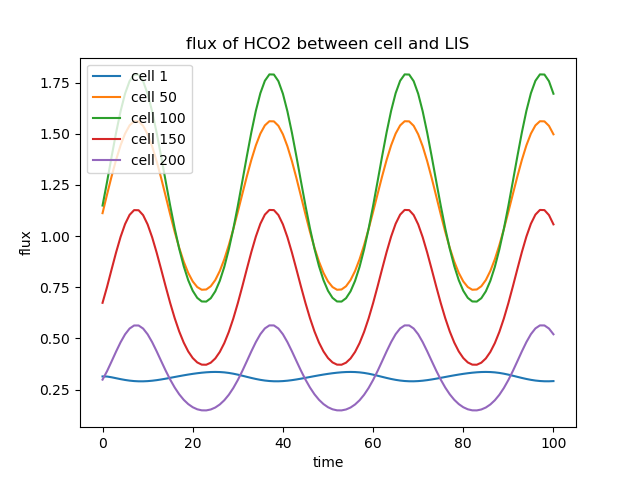 flux of HCO2 between cell and LIS
cell 1
cell 50
cell 100
cell 150
cell 200
1.75
1.50
1.25
1.00
0.75
0.50
0.25
flux
0 20 40 60 80 100
time